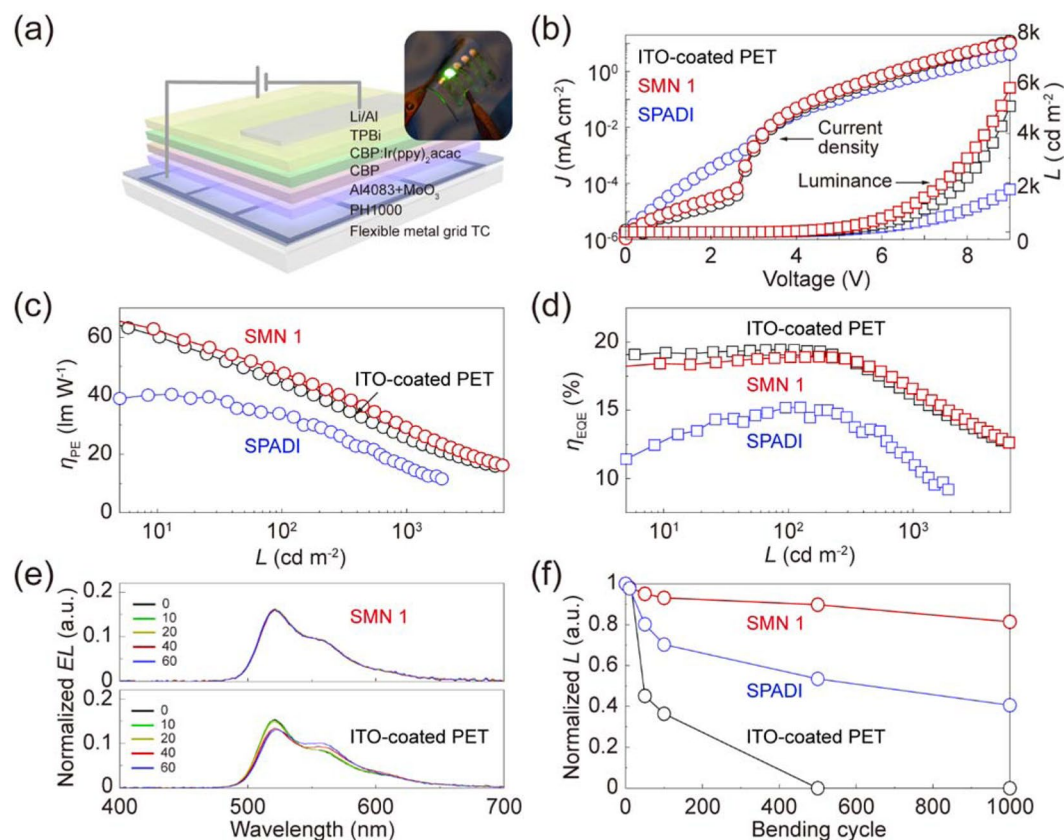 (a)
Li/Al
TPBi
CBP:Ir(ppy)₂acac
CBP
Al4083+MoO₃
PH1000
Flexible metal grid TC
(b)
ITO-coated PET
SMN 1
SPADI
Current
density
Luminance
J (mA cm⁻²)
10⁰
10⁻²
10⁻⁴
10⁻⁶
0 2 4 6 8
Voltage (V)
8k
6k
4k
2k
0
L (cd m⁻²)
(c)
SMN 1
ITO-coated PET
SPADI
η_PE (lm W⁻¹)
60
40
20
0
10¹ 10² 10³
L (cd m⁻²)
(d)
ITO-coated PET
SMN 1
SPADI
η_EQE (%)
20
15
10
10¹ 10² 10³
L (cd m⁻²)
(e)
Normalized EL (a.u.)
0.2
0.1
0
0
10
20
40
60
SMN 1
0.2
0.1
0
0
10
20
40
60
ITO-coated PET
400 500 600 700
Wavelength (nm)
(f)
Normalized L (a.u.)
1
0.8
0.6
0.4
0.2
0
SMN 1
SPADI
ITO-coated PET
0 200 400 600 800 1000
Bending cycle